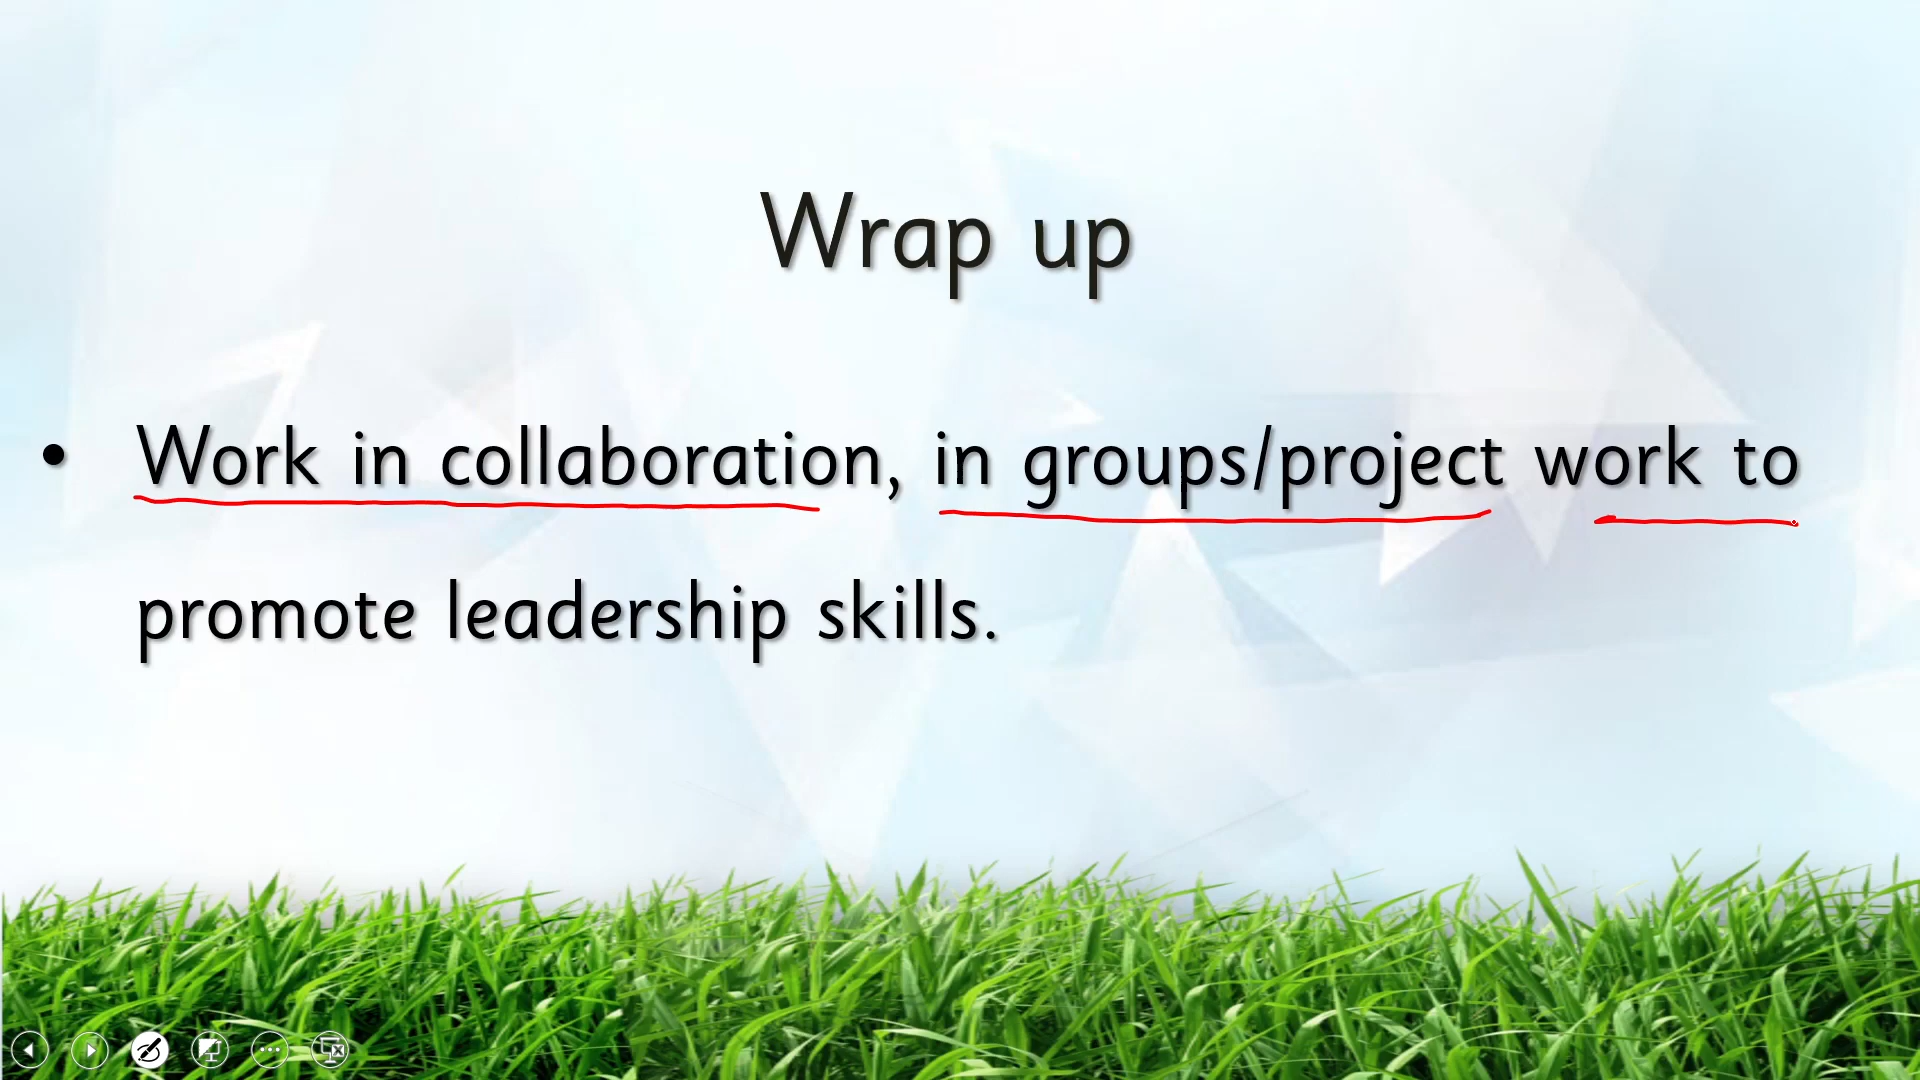 Wrap up
• Work in collaboration, in groups/project work to
promote leadership skills.